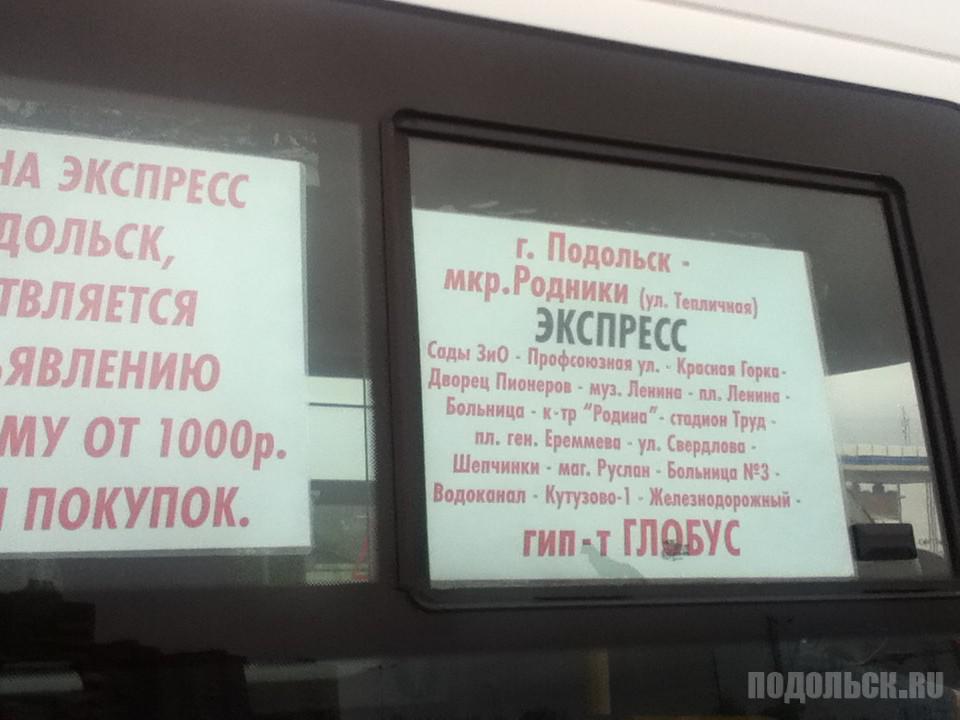 НА ЭКСПРЕСС
ДОЛЬСК,
ТВЛЯЕТСЯ
ЪЯВЛЕНИЮ
МУ ОТ 1000р.
ПОКУПОК.
г. Подольск -
мкр.Родники (ул. Тепличная)
ЭКСПРЕСС
Сады ЗиО - Профсоюзная ул. - Красная Горка-
Дворец Пионеров - муз. Ленина - пл. Ленина -
Больница - к-тр "Родина"- стадион Труд -
пл. ген. Ереммева - ул. Свердлова -
Шепчинки - маг. Руслан - Больница №3 -
Водоканал - Кутузово-1 - Железнодорожный -
гип-т ГЛОБУС
ПОДОЛЬСК.RU